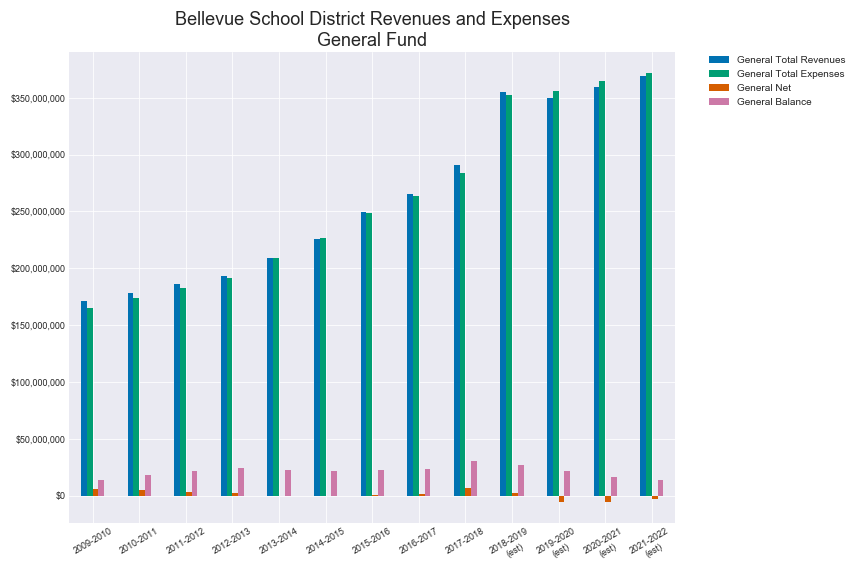 Bellevue School District Revenues and Expenses
General Fund
General Total Revenues
General Total Expenses
General Net
General Balance
$350,000,000
$300,000,000
$250,000,000
$200,000,000
$150,000,000
$100,000,000
$50,000,000
$0
2009-2010
2010-2011
2011-2012
2012-2013
2013-2014
2014-2015
2015-2016
2016-2017
2017-2018
2018-2019
(est)
2019-2020
(est)
2020-2021
(est)
2021-2022
(est)